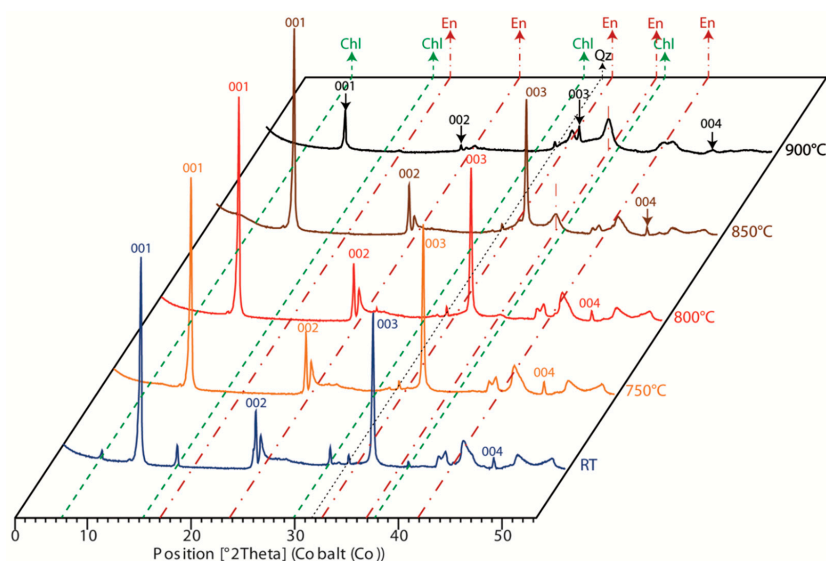 001 En En En En En
Chl Chl Chl Chl
Qz
001 001 003 003
002 004
900°C
001 002 003 004
850°C
001 002 003 004
800°C
002 003 004
750°C
001 002 003 004
RT
0 10 20 30 40 50
Position [°2Theta] (Cobalt (Co))